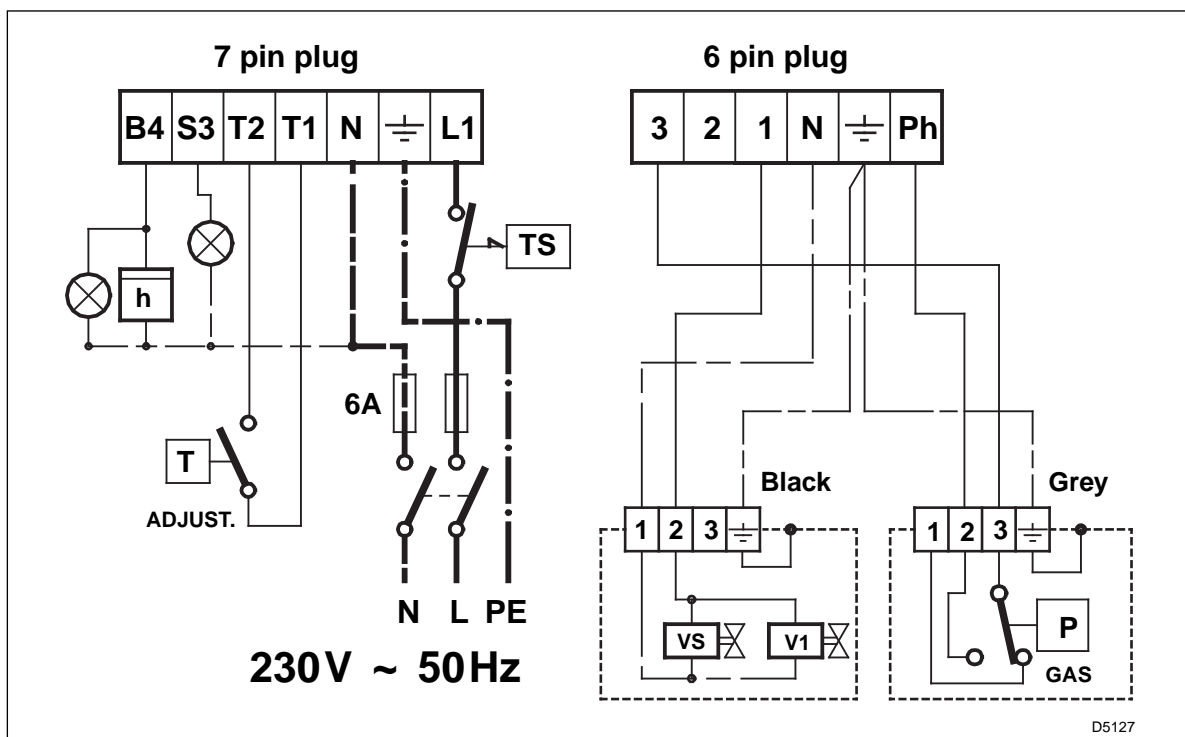 7 pin plug
6 pin plug
B4 S3 T2 T1 N L1
3 2 1 N Ph
TS
h
6A
T
ADJUST.
Black
Grey
1 2 3
1 2 3
N L PE
VS
V1
P
GAS
230V ~ 50Hz
D5127